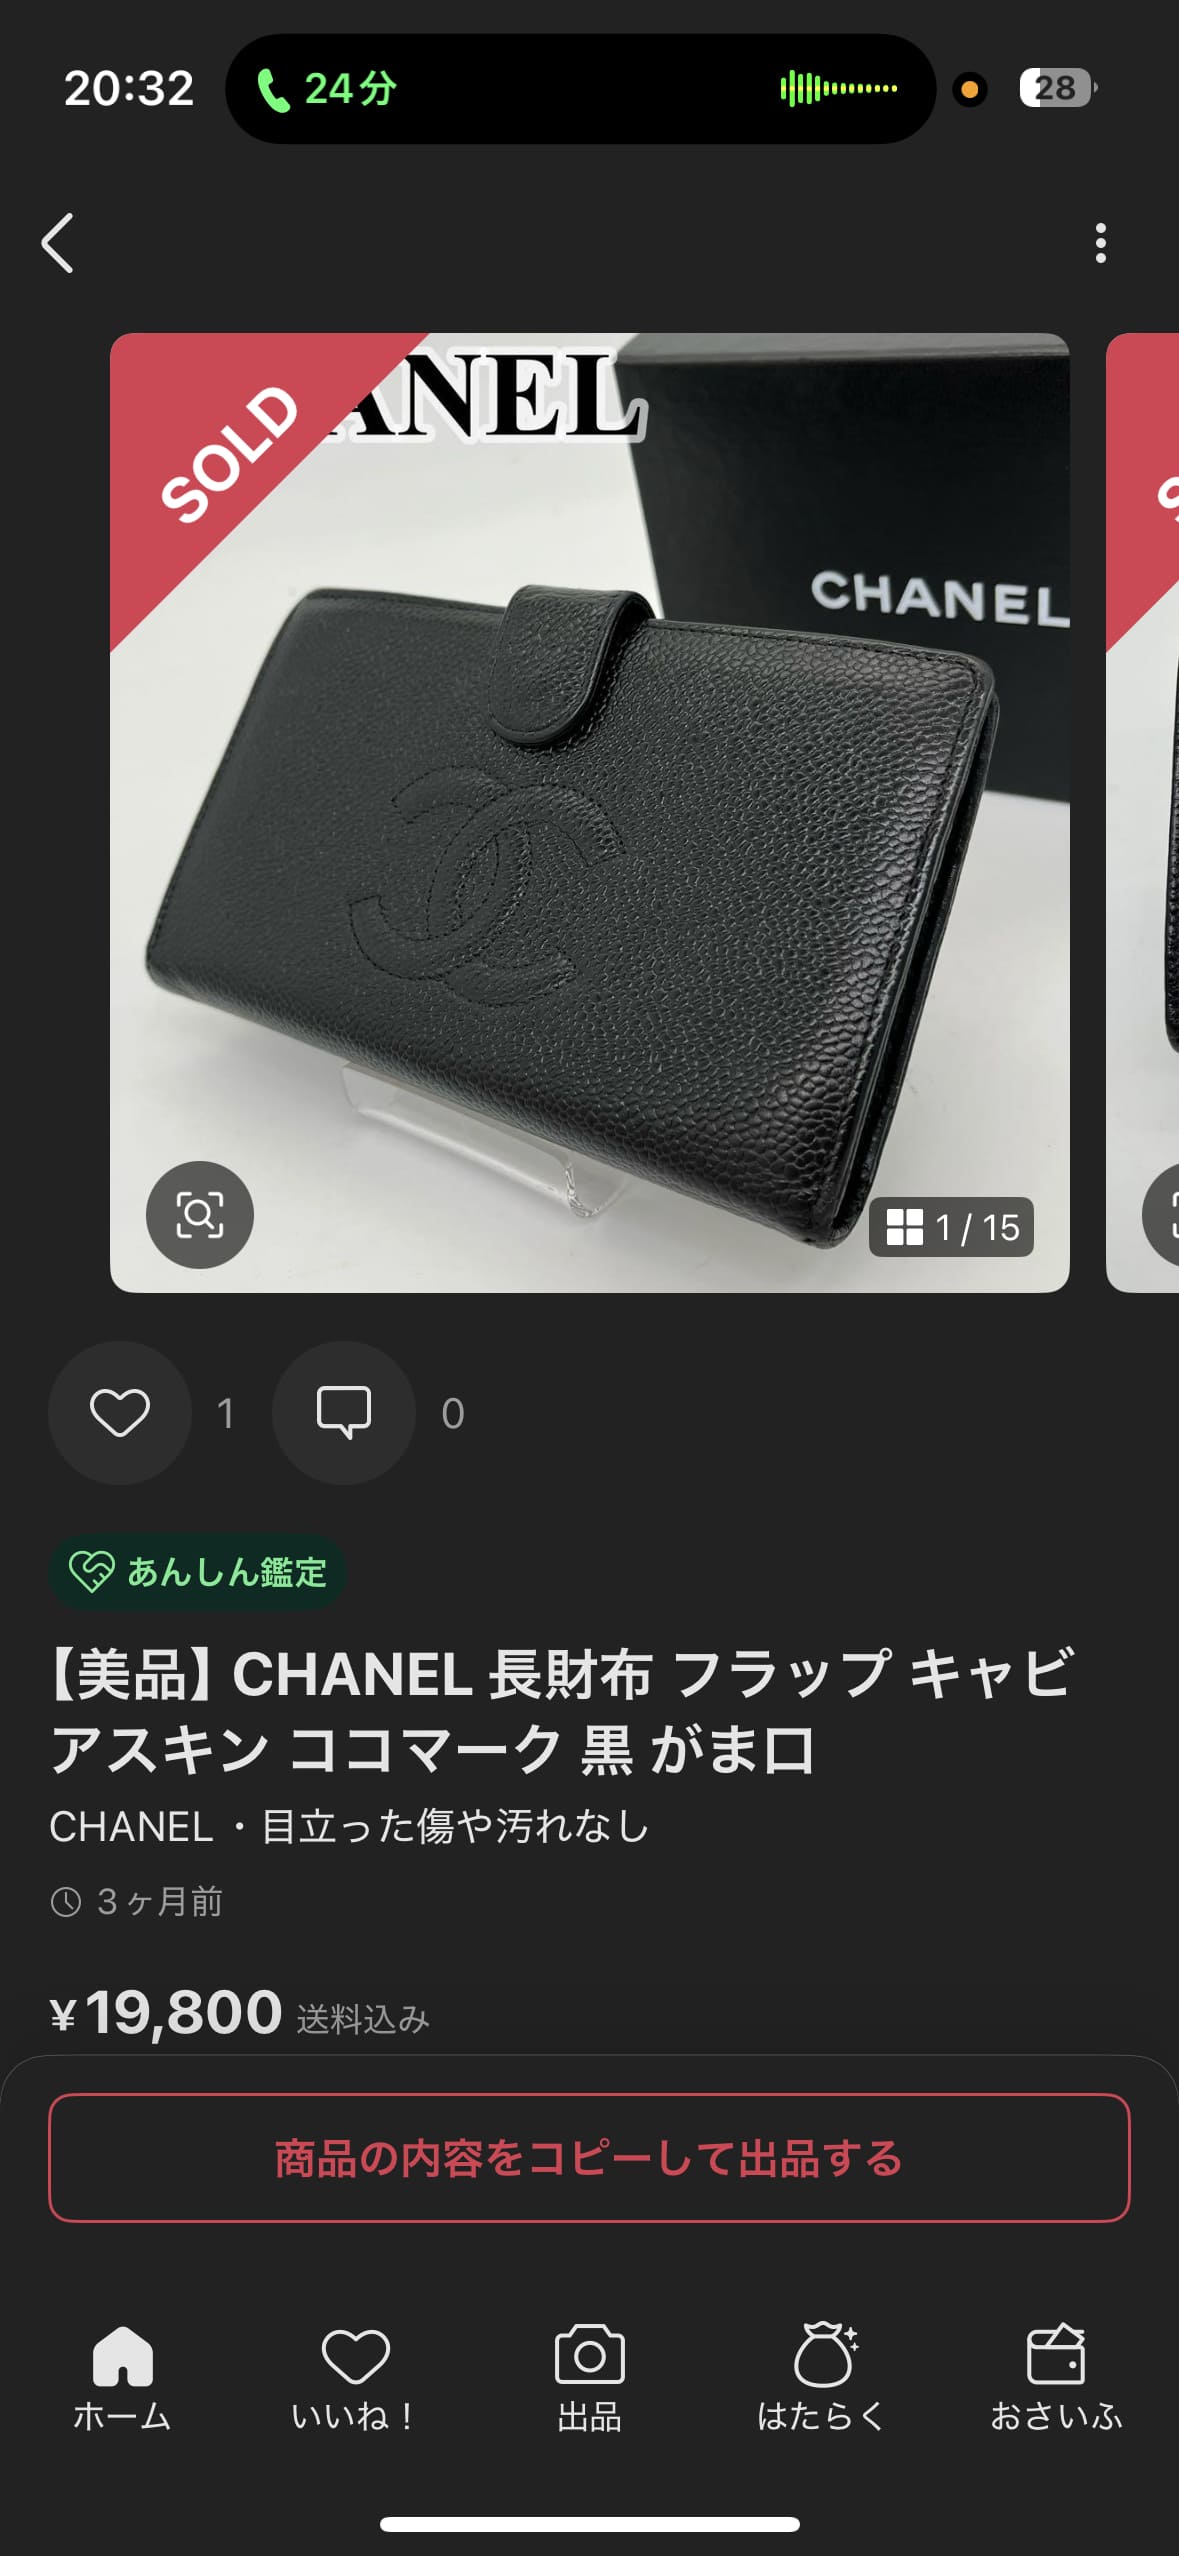 20:32
24分
28
SOLD
ANEL
CHANEL
1 / 15
1
0
あんしん鑑定
【美品】CHANEL 長財布 フラップ キャビ
アスキン ココマーク 黒 がま口
CHANEL・目立った傷や汚れなし
3ヶ月前
¥19,800 送料込み
商品の内容をコピーして出品する
ホーム
いいね！
出品
はたらく
おさいふ